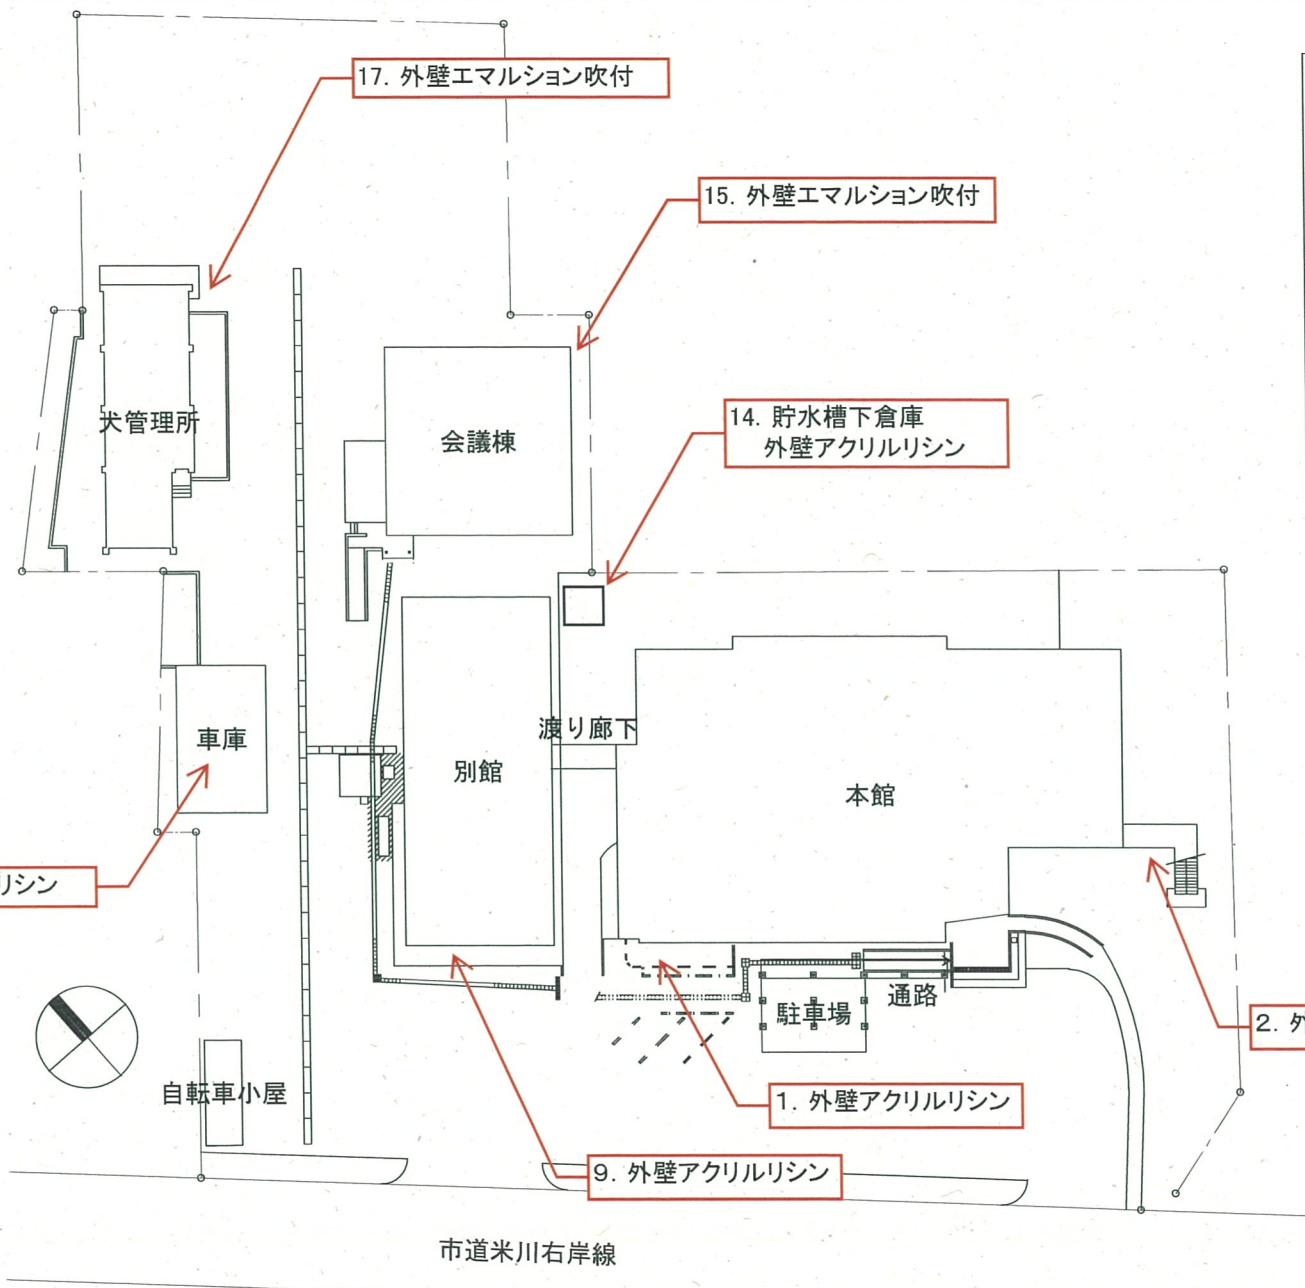 17. 外壁エマルション吹付
15. 外壁エマルション吹付
14. 貯水槽下倉庫
外壁アクリルリシン
犬管理所
会議棟
渡り廊下
車庫
別館
本館
リシン
通路
駐車場
2. 外
自転車小屋
1. 外壁アクリルリシン
9. 外壁アクリルリシン
市道米川右岸線